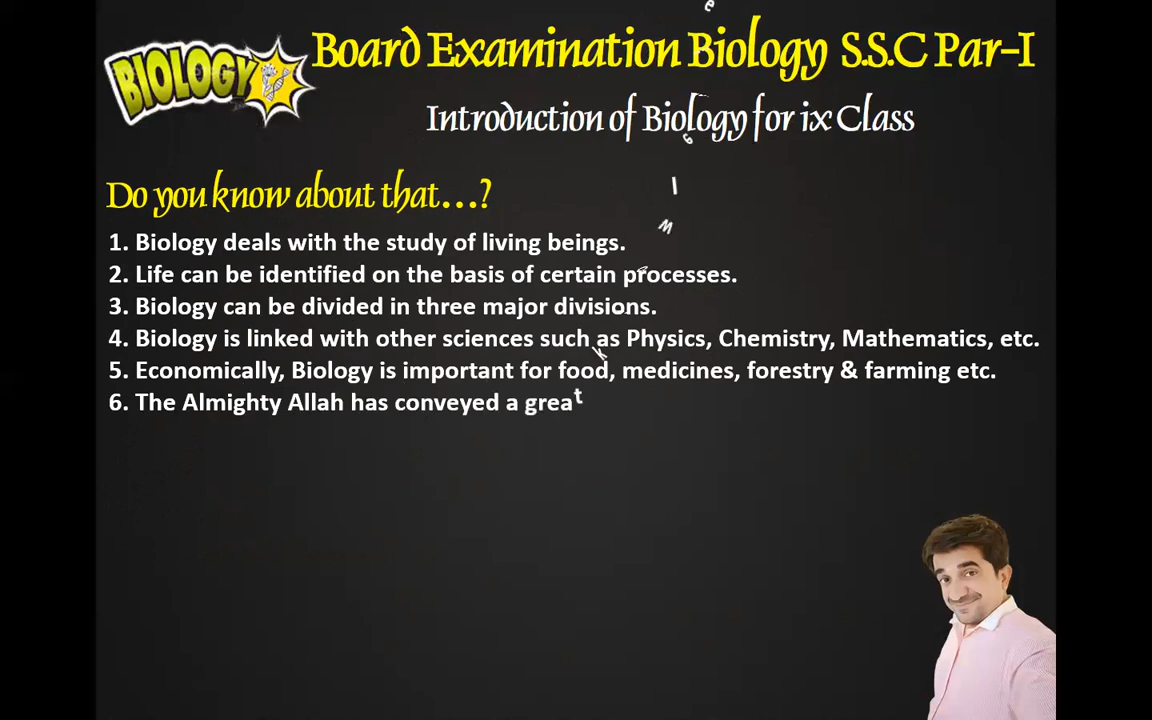 BIOLOGY
Board Examination Biology S.S.C Par-I
Introduction of Biology for ix Class
Do you know about that...?
1. Biology deals with the study of living beings.
2. Life can be identified on the basis of certain processes.
3. Biology can be divided in three major divisions.
4. Biology is linked with other sciences such as Physics, Chemistry, Mathematics, etc.
5. Economically, Biology is important for food, medicines, forestry & farming etc.
6. The Almighty Allah has conveyed a great